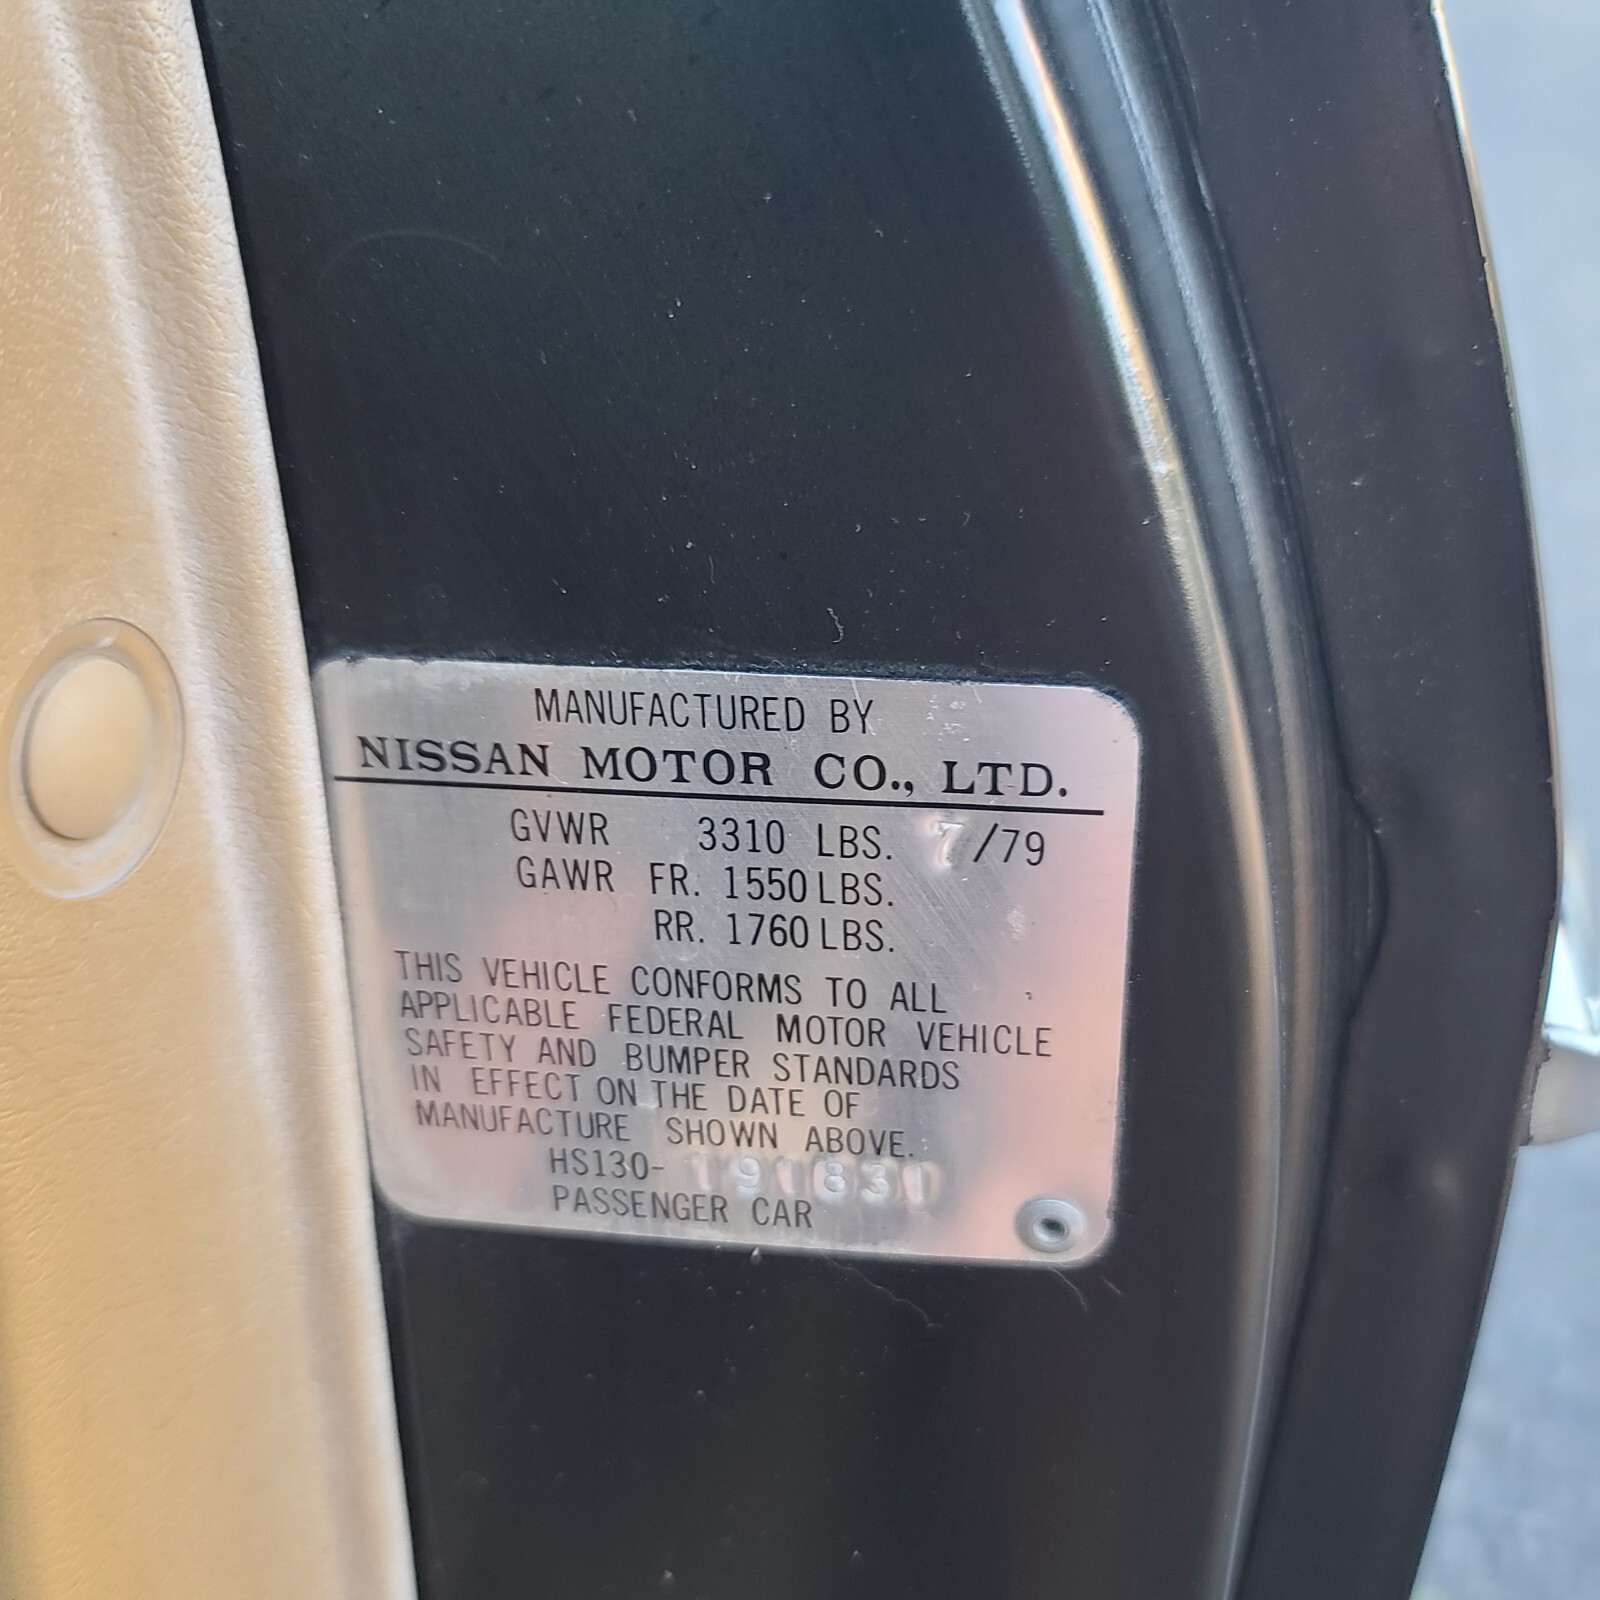 MANUFACTURED BY
NISSAN MOTOR CO., LTD.
GVWR 3310 LBS. 7/79
GAWR FR. 1550 LBS.
RR. 1760 LBS.
THIS VEHICLE CONFORMS TO ALL
APPLICABLE FEDERAL MOTOR VEHICLE
SAFETY AND BUMPER STANDARDS
IN EFFECT ON THE DATE OF
MANUFACTURE SHOWN ABOVE.
HS130-191831
PASSENGER CAR